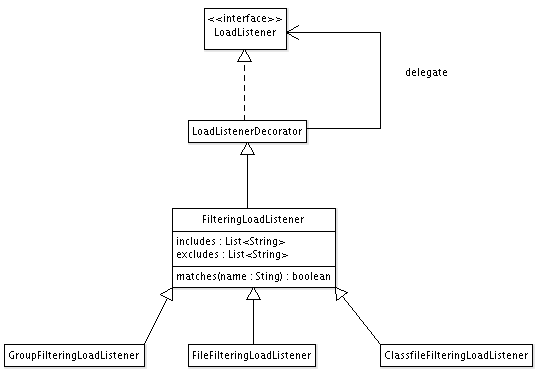 <<interface>>
LoadListener
delegate
LoadListenerDecorator
FilteringLoadListener
includes : List<String>
excludes : List<String>
matches(name : Sting) : boolean
GroupFilteringLoadListener
FileFilteringLoadListener
ClassfileFilteringLoadListener